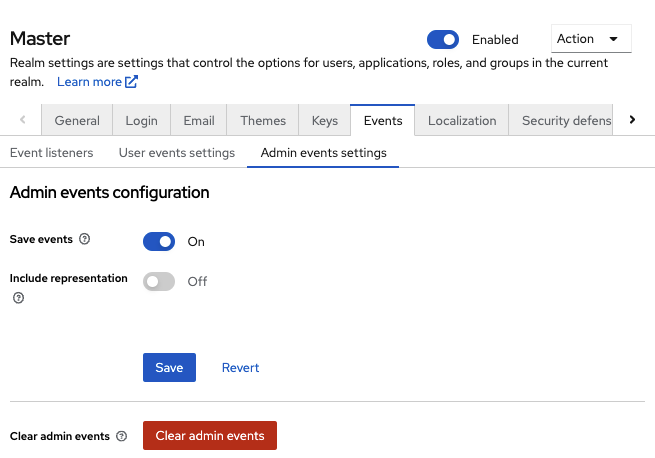 Master
Enabled
Action
Realm settings are settings that control the options for users, applications, roles, and groups in the current
realm. Learn more
General Login Email Themes Keys Events Localization Security defens
Event listeners User events settings Admin events settings
Admin events configuration
Save events On
Include representation Off
Save Revert
Clear admin events Clear admin events